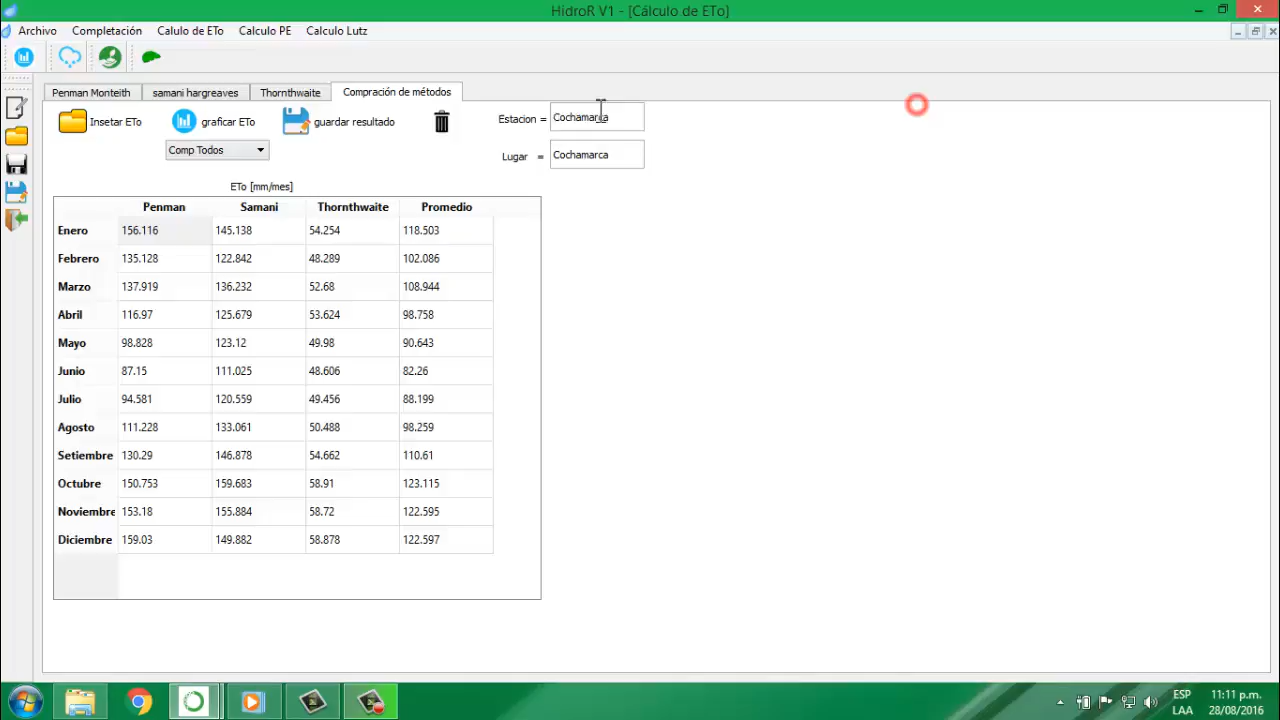 HidroR V1 - [Cálculo de ETo]
Archivo Completación Calulo de ETo Calculo PE Calculo Lutz
Penman Monteith samani hargreaves Thornthwaite Compración de métodos
Insetar ETo graficar ETo guardar resultado Estacion = Cochamarca
Comp Todos Lugar = Cochamarca
ETo [mm/mes]
Penman Samani Thornthwaite Promedio
Enero 156.116 145.138 54.254 118.503
Febrero 135.128 122.842 48.289 102.086
Marzo 137.919 136.232 52.68 108.944
Abril 116.97 125.679 53.624 98.758
Mayo 98.828 123.12 49.98 90.643
Junio 87.15 111.025 48.606 82.26
Julio 94.581 120.559 49.456 88.199
Agosto 111.228 133.061 50.488 98.259
Setiembre 130.29 146.878 54.662 110.61
Octubre 150.753 159.683 58.91 123.115
Noviembre 153.18 155.884 58.72 122.595
Diciembre 159.03 149.882 58.878 122.597
ESP 11:11 p.m.
LAA 28/08/2016